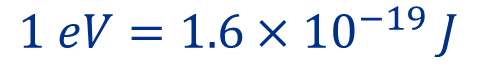 1 eV = 1.6 × 10⁻¹⁹ J